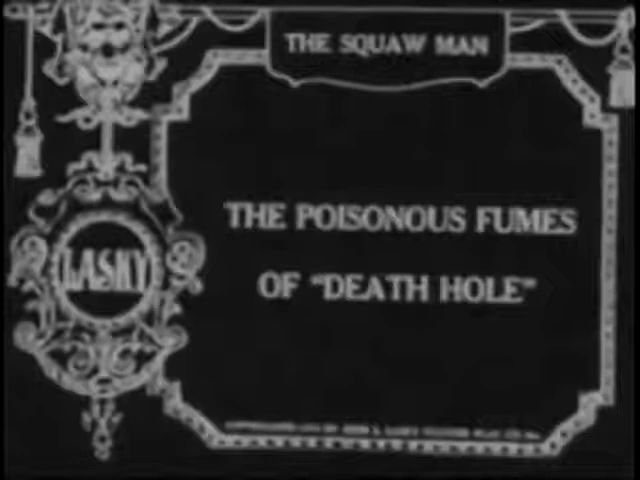 THE SQUAW MAN
THE POISONOUS FUMES
OF "DEATH HOLE"
LASKY